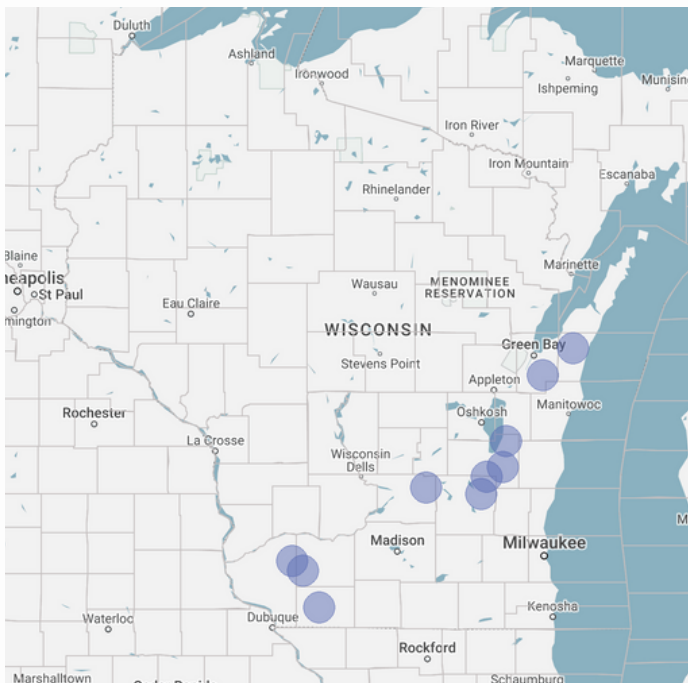 Duluth
Ashland
Ironwood
Marquette
Ishpeming
Munising
Iron River
Iron Mountain
Escanaba
Rhinelander
Blaine
neapolis
St Paul
mington
Marinette
Wausau
MENOMINEE
RESERVATION
Eau Claire
WISCONSIN
Stevens Point
Green Bay
Appleton
Manitowoc
Oshkosh
Rochester
La Crosse
Wisconsin
Dells
Madison
Milwaukee
M
Waterloo
Dubuque
Kenosha
Rockford
Marshalltown
Schaumburg